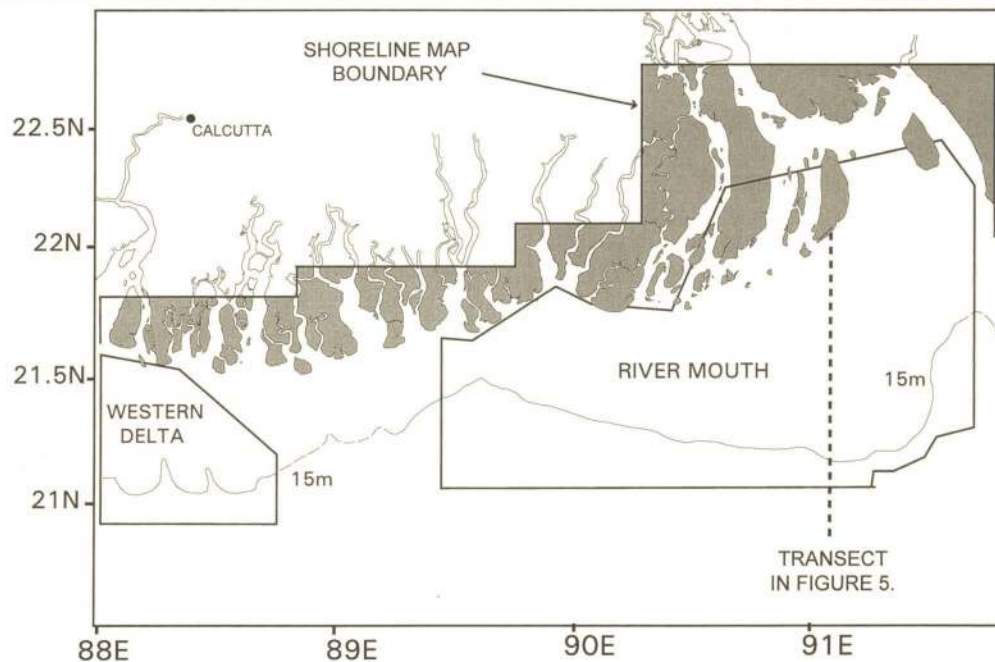 SHORELINE MAP
BOUNDARY
22.5N
CALCUTTA
22N
21.5N
RIVER MOUTH
15m
WESTERN
DELTA
15m
21N
TRANSECT
IN FIGURE 5.
88E
89E
90E
91E